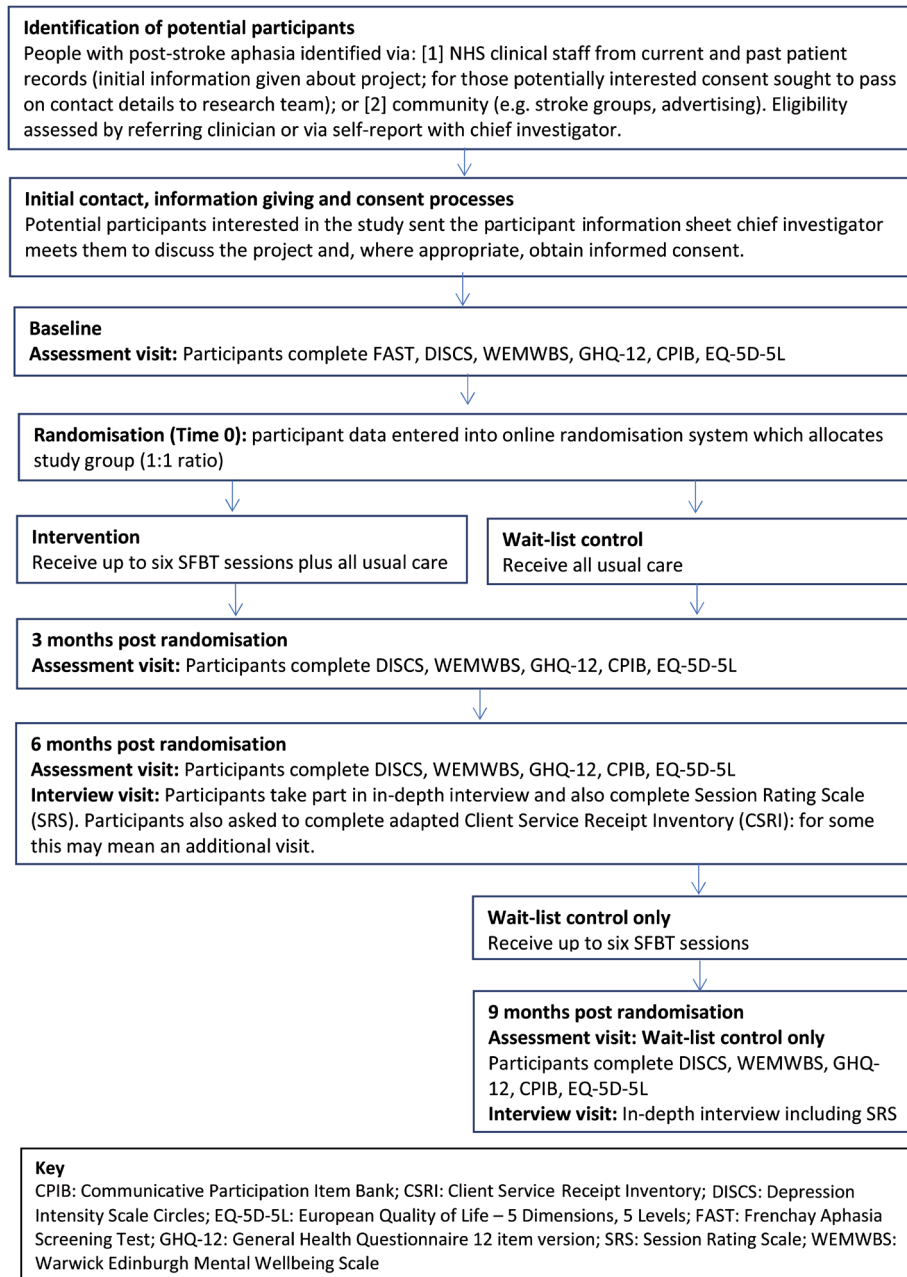 Identification of potential participants
People with post-stroke aphasia identified via: [1] NHS clinical staff from current and past patient
records (initial information given about project; for those potentially interested consent sought to pass
on contact details to research team); or [2] community (e.g. stroke groups, advertising). Eligibility
assessed by referring clinician or via self-report with chief investigator.
Initial contact, information giving and consent processes
Potential participants interested in the study sent the participant information sheet chief investigator
meets them to discuss the project and, where appropriate, obtain informed consent.
Baseline
Assessment visit: Participants complete FAST, DISCS, WEMWBS, GHQ-12, CPIB, EQ-5D-5L
Randomisation (Time 0): participant data entered into online randomisation system which allocates
study group (1:1 ratio)
Intervention
Receive up to six SFBT sessions plus all usual care
Wait-list control
Receive all usual care
3 months post randomisation
Assessment visit: Participants complete DISCS, WEMWBS, GHQ-12, CPIB, EQ-5D-5L
6 months post randomisation
Assessment visit: Participants complete DISCS, WEMWBS, GHQ-12, CPIB, EQ-5D-5L
Interview visit: Participants take part in in-depth interview and also complete Session Rating Scale
(SRS). Participants also asked to complete adapted Client Service Receipt Inventory (CSRI): for some
this may mean an additional visit.
Wait-list control only
Receive up to six SFBT sessions
9 months post randomisation
Assessment visit: Wait-list control only
Participants complete DISCS, WEMWBS, GHQ-
12, CPIB, EQ-5D-5L
Interview visit: In-depth interview including SRS
Key
CPIB: Communicative Participation Item Bank; CSRI: Client Service Receipt Inventory; DISCS: Depression
Intensity Scale Circles; EQ-5D-5L: European Quality of Life – 5 Dimensions, 5 Levels; FAST: Frenchay Aphasia
Screening Test; GHQ-12: General Health Questionnaire 12 item version; SRS: Session Rating Scale; WEMWBS:
Warwick Edinburgh Mental Wellbeing Scale